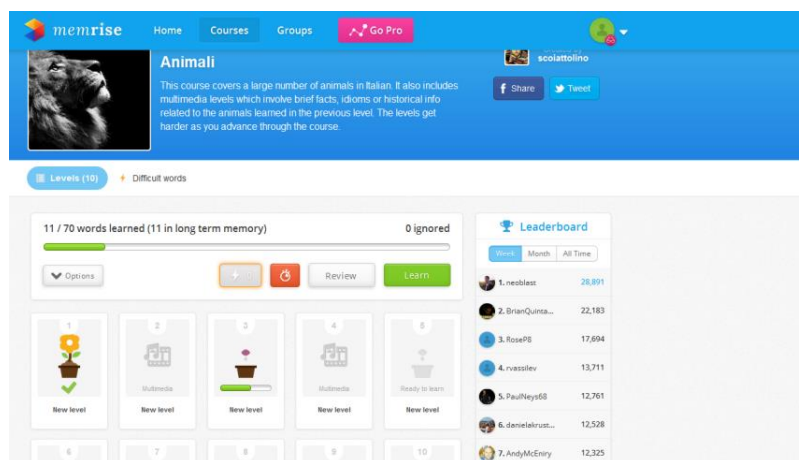 memrise
Home
Courses
Groups
Go Pro
Animali
This course covers a large number of animals in Italian. It also includes
multimedia levels which involve brief facts, idioms or historical info
related to the animals learned in the previous level. The levels get
harder as you advance through the course.
created by
scoiattolino
Share
Tweet
Levels (10)
Difficult words
11 / 70 words learned (11 in long term memory)
0 ignored
Options
Review
Learn
1
2
3
4
5
Multimedia
Multimedia
Ready to learn
New level
New level
New level
New level
New level
6
7
8
9
10
Leaderboard
Week
Month
All Time
1. neoblast 28,891
2. BrianQuinta... 22,183
3. RoseP8 17,694
4. rvassilev 13,711
5. PaulNeys68 12,761
6. danielakrust... 12,528
7. AndyMcEniry 12,325